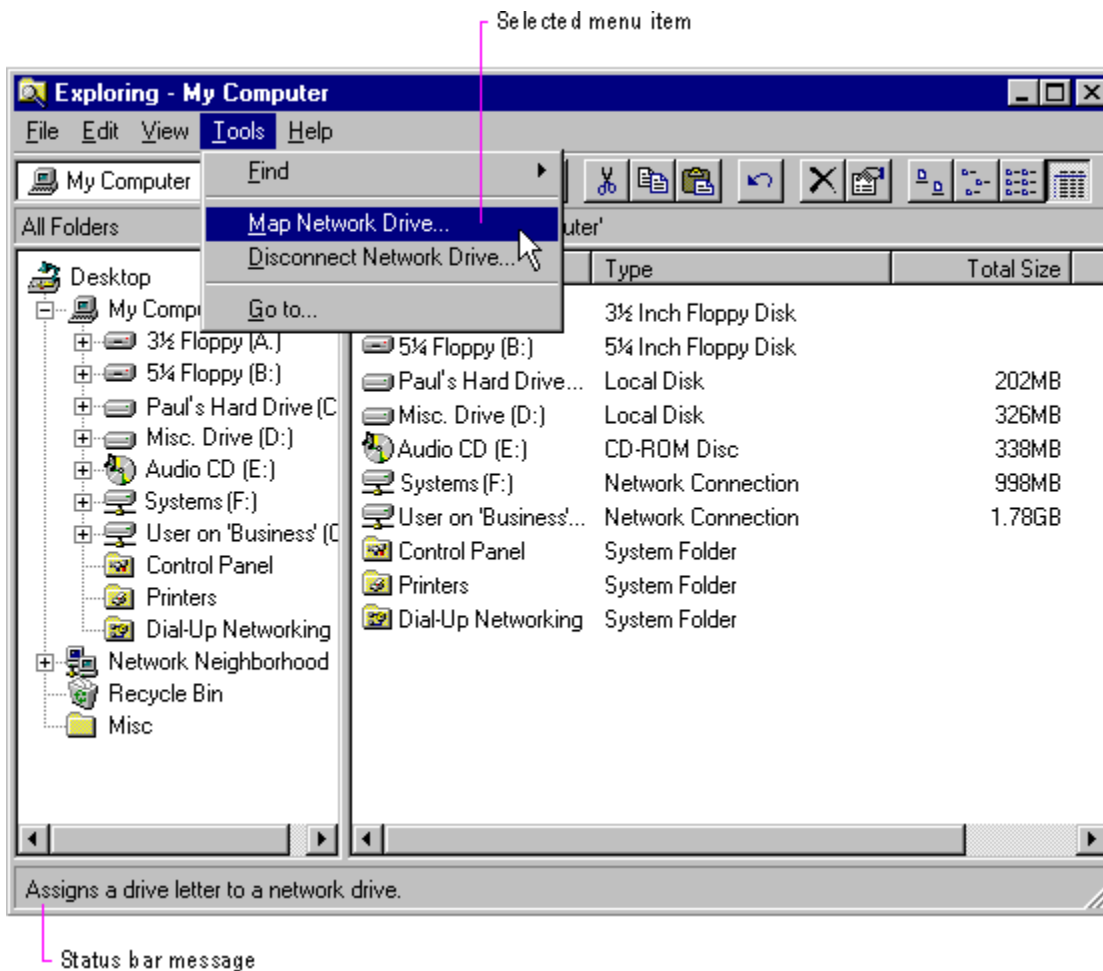 Selected menu item
Exploring - My Computer
File Edit View Tools Help
My Computer
Find
Map Network Drive...
Disconnect Network Drive...
Go to...
All Folders
uter'
Type Total Size
Desktop
My Compu
3½ Floppy (A:)
5¼ Floppy (B:)
Paul's Hard Drive (C
Misc. Drive (D:)
Audio CD (E:)
Systems (F:)
User on 'Business' (
Control Panel
Printers
Dial-Up Networking
Network Neighborhood
Recycle Bin
Misc
3½ Inch Floppy Disk
5¼ Floppy (B:) 5¼ Inch Floppy Disk
Paul's Hard Drive... Local Disk 202MB
Misc. Drive (D:) Local Disk 326MB
Audio CD (E:) CD-ROM Disc 338MB
Systems (F:) Network Connection 998MB
User on 'Business'... Network Connection 1.78GB
Control Panel System Folder
Printers System Folder
Dial-Up Networking System Folder
Assigns a drive letter to a network drive.
Status bar message